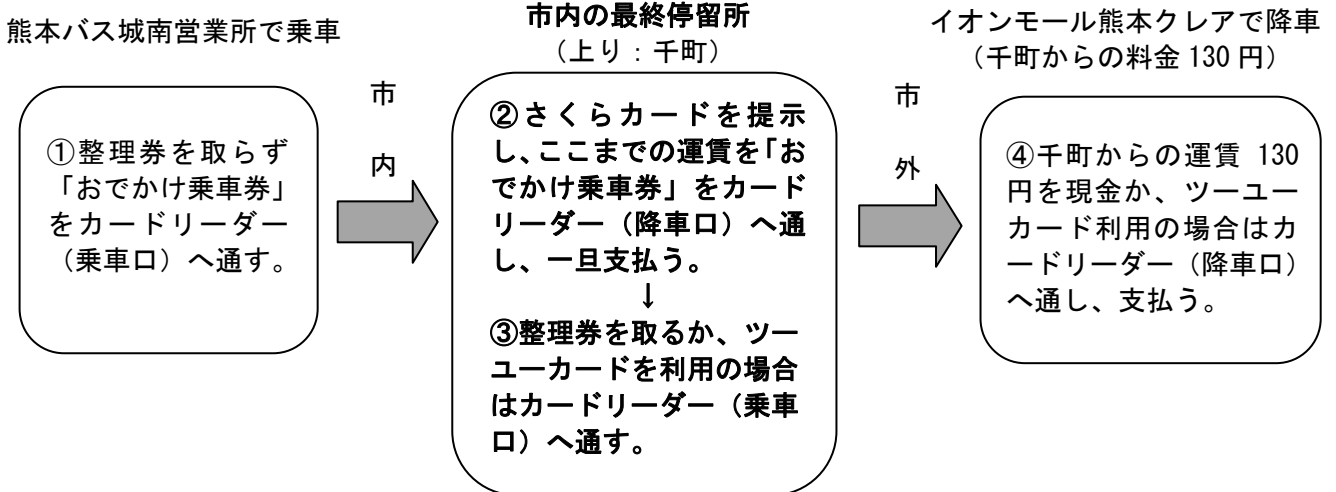 熊本バス城南営業所で乗車
①整理券を取らず
「おでかけ乗車券」
をカードリーダー
（乗車口）へ通す。
市
内
市内の最終停留所
（上り：千町）
②さくらカードを提示
し、ここまでの運賃を「お
でかけ乗車券」をカード
リーダー（降車口）へ通
し、一旦支払う。
↓
③整理券を取るか、ツー
ユーカードを利用の場合
はカードリーダー（乗車
口）へ通す。
市
外
イオンモール熊本クレアで降車
（千町からの料金 130 円）
④千町からの運賃 130
円を現金か、ツーユー
カード利用の場合はカ
ードリーダー（降車口）
へ通し、支払う。